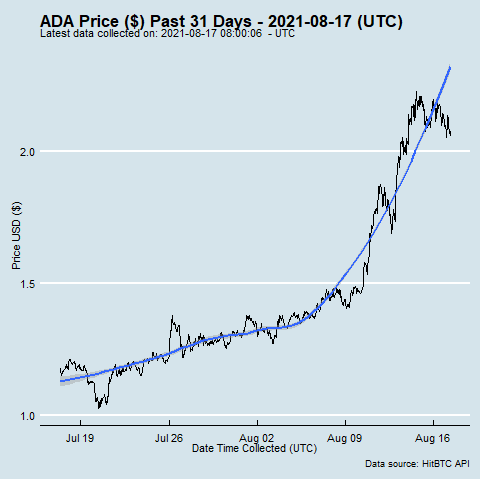 ADA Price ($) Past 31 Days - 2021-08-17 (UTC)
Latest data collected on: 2021-08-17 08:00:06 - UTC
2.0
Price USD ($)
1.5
1.0
Jul 19 Jul 26 Aug 02 Aug 09 Aug 16
Date Time Collected (UTC)
Data source: HitBTC API